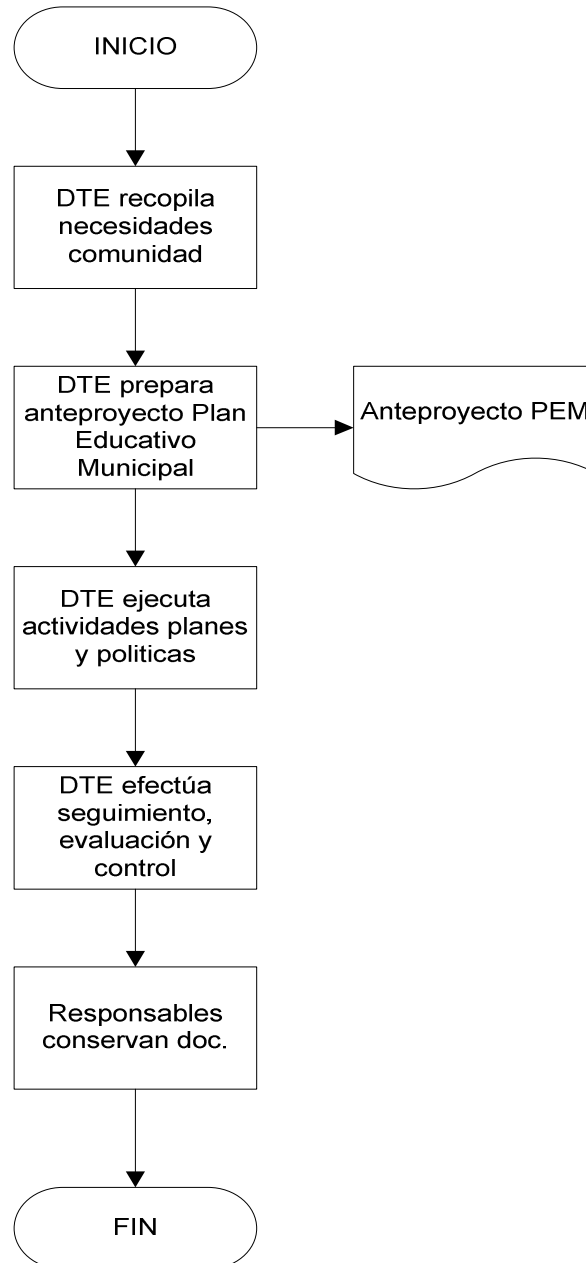 INICIO
DTE recopila
necesidades
comunidad
DTE prepara
anteproyecto Plan
Educativo
Municipal
Anteproyecto PEM
DTE ejecuta
actividades planes
y politicas
DTE efectúa
seguimiento,
evaluación y
control
Responsables
conservan doc.
FIN